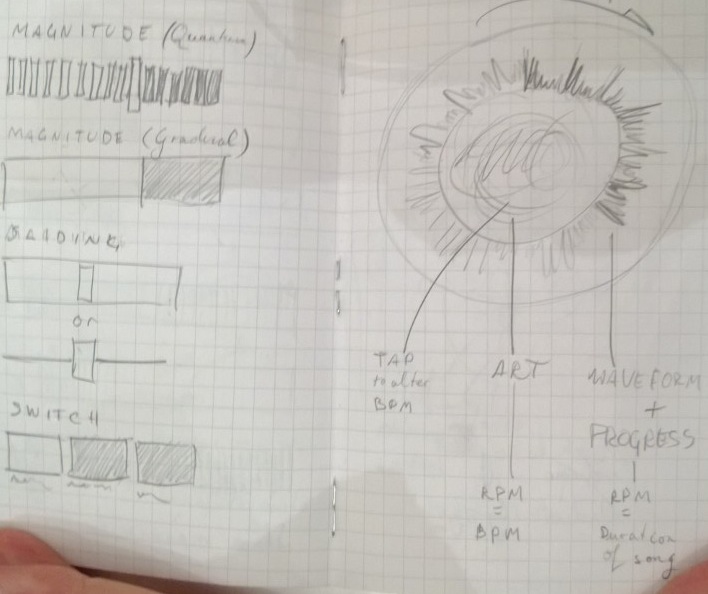 MAGNITUDE (Quantum)
MAGNITUDE (Gradual)
or
SWITCH
TAP
to alter
BPM
ART
RPM
=
BPM
WAVEFORM
+
PROGRESS
RPM
=
Duration
of song